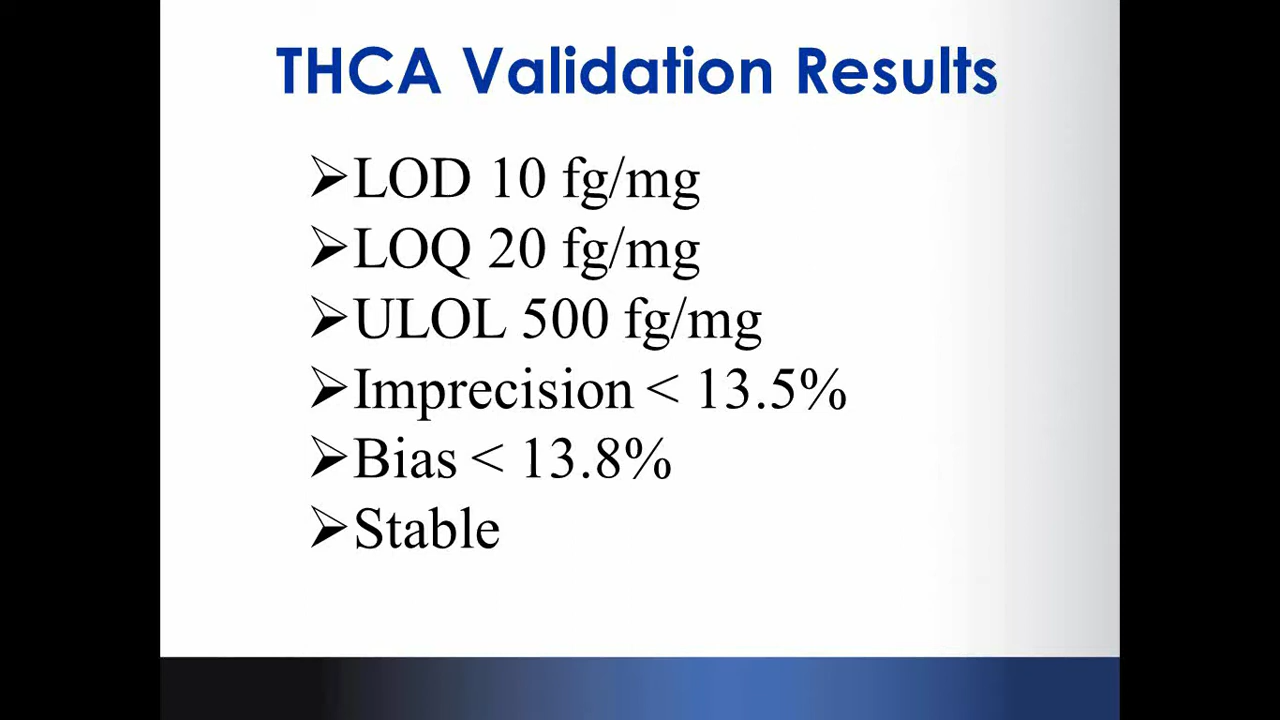 THCA Validation Results
➢LOD 10 fg/mg
➢LOQ 20 fg/mg
➢ULOL 500 fg/mg
➢Imprecision < 13.5%
➢Bias < 13.8%
➢Stable